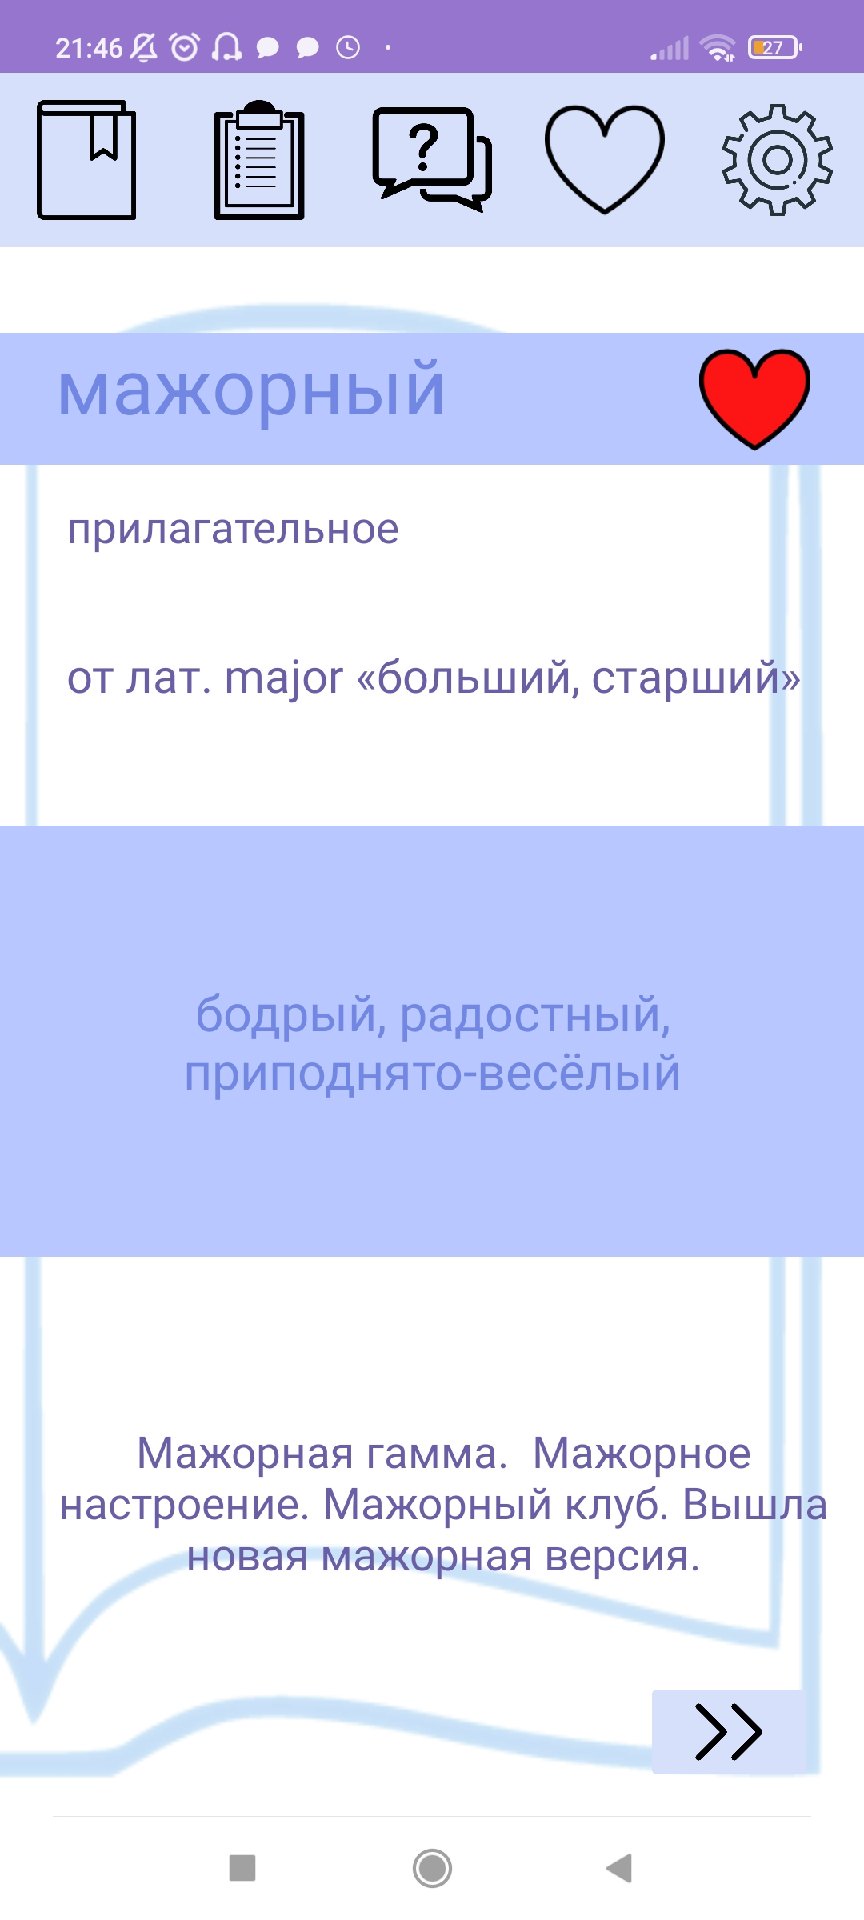 21:46
27
?
мажорный
прилагательное
от лат. major «больший, старший»
бодрый, радостный,
приподнято-весёлый
Мажорная гамма. Мажорное
настроение. Мажорный клуб. Вышла
новая мажорная версия.